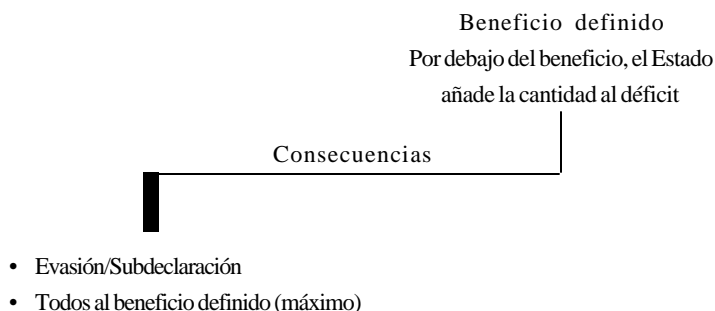 Beneficio definido
Por debajo del beneficio, el Estado
añade la cantidad al déficit
Consecuencias
• Evasión/Subdeclaración
• Todos al beneficio definido (máximo)